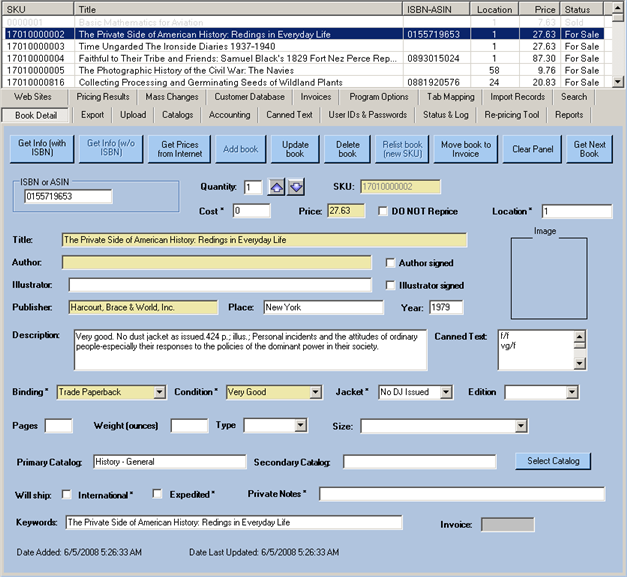 SKU Title ISBN-ASIN Location Price Status
0000001 Basic Mathematics for Aviation 1 7.63 Sold
17010000002 The Private Side of American History: Redings in Everyday Life 0155719653 1 27.63 For Sale
17010000003 Time Ungarded The Ironside Diaries 1937-1940 1 27.63 For Sale
17010000004 Faithful to Their Tribe and Friends: Samuel Black's 1829 Fort Nez Perce Rep... 0893015024 1 87.30 For Sale
17010000005 The Photographic History of the Civil War: The Navies 58 9.76 For Sale
17010000816 Collecting Processing and Germinating Seeds of Wildland Plants 0881920576 24 20.83 For Sale
Web Sites Pricing Results Mass Changes Customer Database Invoices Program Options Tab Mapping Import Records Search
Book Detail Export Upload Catalogs Accounting Canned Text User IDs & Passwords Status & Log Re-pricing Tool Reports
Get Info (with ISBN) Get Info (w/o ISBN) Get Prices from Internet Add book Update book Delete book Relist book (new SKU) Move book to Invoice Clear Panel Get Next Book
ISBN or ASIN
0155719653
Quantity: 1 SKU: 17010000002
Cost * 0 Price: 27.63 DO NOT Reprice Location * 1
Title: The Private Side of American History: Redings in Everyday Life
Image
Author: Author signed
Illustrator: Illustrator signed
Publisher: Harcourt, Brace & World, Inc. Place: New York Year: 1979
Description: Very good. No dust jacket as issued.424 p.; illus.; Personal incidents and the attitudes of ordinary
people-especially their responses to the policies of the dominant power in their society.
Canned Text: f/f
vg/f
Binding * Trade Paperback Condition * Very Good Jacket * No DJ Issued Edition
Pages Weight (ounces) Type Size:
Primary Catalog: History - General Secondary Catalog: Select Catalog
Will ship: International * Expedited * Private Notes *
Keywords: The Private Side of American History: Redings in Everyday Life Invoice:
Date Added: 6/5/2008 5:26:33 AM Date Last Updated: 6/5/2008 5:26:33 AM